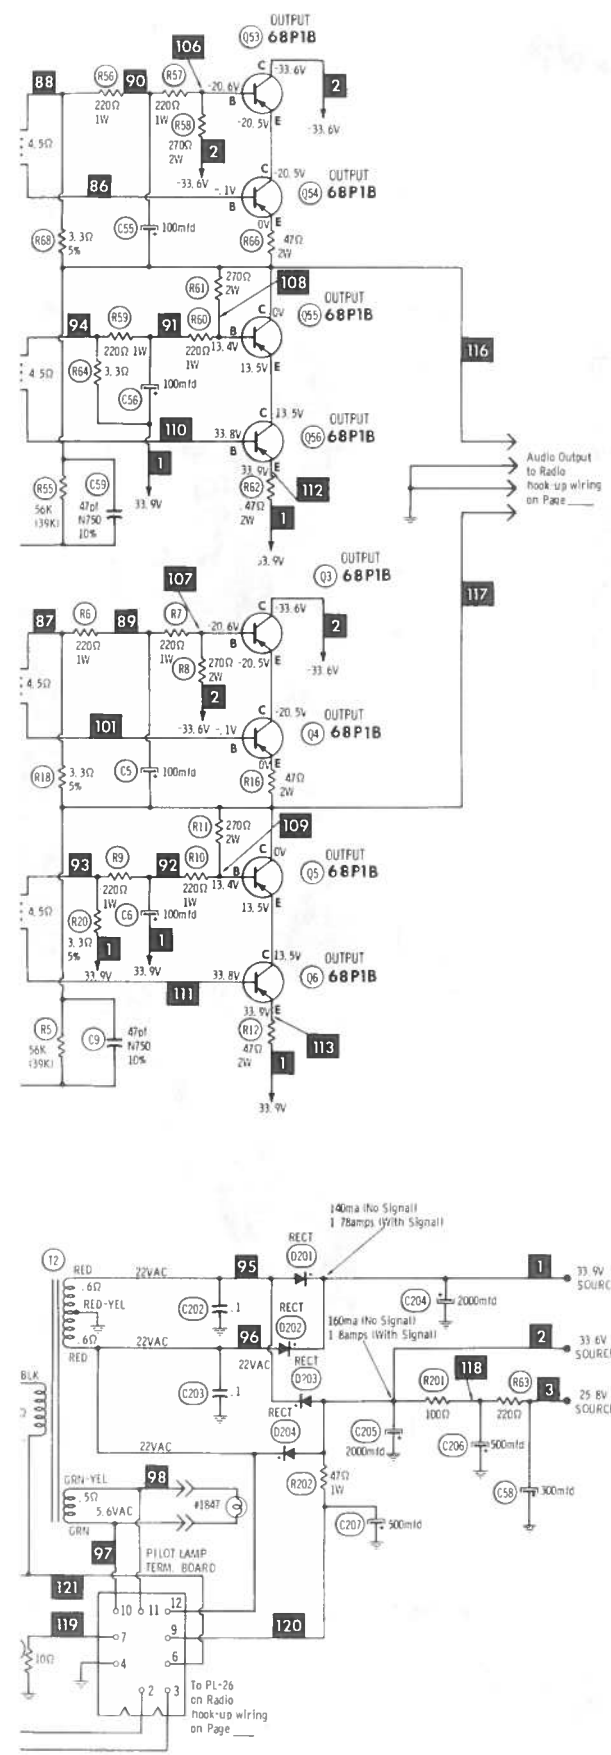 OUTPUT
Q53 68P1B
106
88
R56
90
R57
C -33.6V
2
-20.6V
B
220Ω
1W
220Ω
1W
R58
270Ω
2W
-20.5V
E
-33.6V
4.5Ω
2
-33.6V
C
-20.5V
OUTPUT
Q54 68P1B
86
-.1V
B
0V
E
R68
3.3Ω
5%
C55
100mfd
R66
.47Ω
2W
R61
270Ω
2W
108
C
0V
OUTPUT
Q55 68P1B
94
R59
91
R60
B
220Ω 1W
220Ω
1W
13.4V
E
13.5V
116
4.5Ω
R64
3.3Ω
C56
100mfd
C
13.5V
OUTPUT
Q56 68P1B
110
33.8V
B
1
33.9V
E
R62
.47Ω
2W
112
1
Audio Output
to Radio
hook-up wiring
on Page ____
R55
C59
56K
(39K)
47pf
N750
10%
33.9V
33.9V
OUTPUT
Q3 68P1B
107
117
87
R6
89
R7
C
-33.6V
2
-20.6V
B
220Ω
1W
220Ω
1W
R8
270Ω
2W
-20.5V
E
-33.6V
4.5Ω
2
-33.6V
C
-20.5V
OUTPUT
Q4 68P1B
101
-.1V
B
0V
E
R18
3.3Ω
5%
C5
100mfd
R16
.47Ω
2W
R11
270Ω
2W
109
C
0V
OUTPUT
Q5 68P1B
93
R9
92
R10
B
220Ω
1W
220Ω
1W
13.4V
E
13.5V
4.5Ω
R20
3.3Ω
5%
C6
100mfd
1
33.9V
1
33.9V
C
13.5V
OUTPUT
Q6 68P1B
111
33.8V
B
33.9V
E
R5
C9
56K
(39K)
47pf
N750
10%
R12
.47Ω
2W
113
1
33.9V
140ma (No Signal)
1 78amps (With Signal)
T2
RED
22VAC
95
RECT
D201
1
33.9V
SOURCE
.6Ω
RED-YEL
C202
.1
C204
2000mfd
160ma (No Signal)
1 8amps (With Signal)
RECT
D202
.6Ω
RED
22VAC
96
22VAC
2
33.6V
SOURCE
BLK
C203
.1
RECT
D203
R201
100Ω
118
R63
220Ω
3
25.8V
SOURCE
RECT
D204
22VAC
C205
2000mfd
C206
500mfd
R202
47Ω
1W
C58
300mfd
GRN-YEL
98
.5Ω
5.6VAC
#1847
GRN
C207
500mfd
97
PILOT LAMP
TERM. BOARD
121
10 11 12
119
7
9
120
10Ω
4
6
2 3
To PL-26
on Radio
hook-up wiring
on Page ____